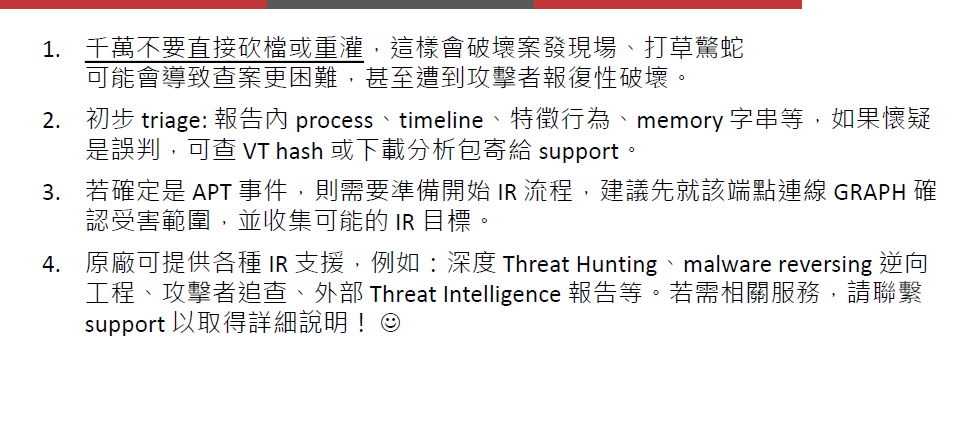 1. 千萬不要直接砍檔或重灌，這樣會破壞案發現場、打草驚蛇
可能會導致查案更困難，甚至遭到攻擊者報復性破壞。
2. 初步 triage: 報告內 process、timeline、特徵行為、memory 字串等，如果懷疑
是誤判，可查 VT hash 或下載分析包寄給 support。
3. 若確定是 APT 事件，則需要準備開始 IR 流程，建議先就該端點連線 GRAPH 確
認受害範圍，並收集可能的 IR 目標。
4. 原廠可提供各種 IR 支援，例如：深度 Threat Hunting、malware reversing 逆向
工程、攻擊者追查、外部 Threat Intelligence 報告等。若需相關服務，請聯繫
support 以取得詳細說明！☺